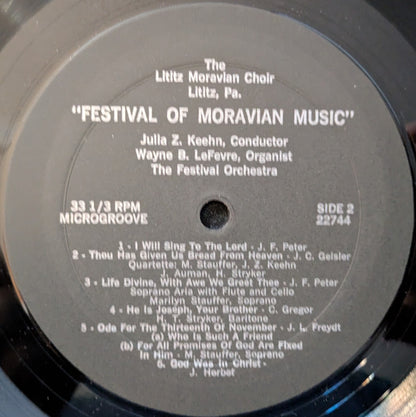 The
Lititz Moravian Choir
Lititz, Pa.
"FESTIVAL OF MORAVIAN MUSIC"
Julia Z. Keehn, Conductor
Wayne B. LeFevre, Organist
The Festival Orchestra
33 1/3 RPM
MICROGROOVE
SIDE 2
22744
1 - I Will Sing To The Lord - J. F. Peter
2 - Thou Has Given Us Bread From Heaven - J. C. Geisler
Quartette: M. Stauffer, J. Z. Keehn
J. Auman, H. Stryker
3 - Life Divine, With Awe We Greet Thee - J. F. Peter
Soprano Aria with Flute and Cello
Marilyn Stauffer, Soprano
4 - He Is Joseph, Your Brother - C. Gregor
H. T. Stryker, Baritone
5 - Ode For The Thirteenth Of November - J. L. Freydt
(a) Who Is Such A Friend
(b) For All Promises Of God Are Fixed
In Him - M. Stauffer, Soprano
6. God Was In Christ -
J. Herbst